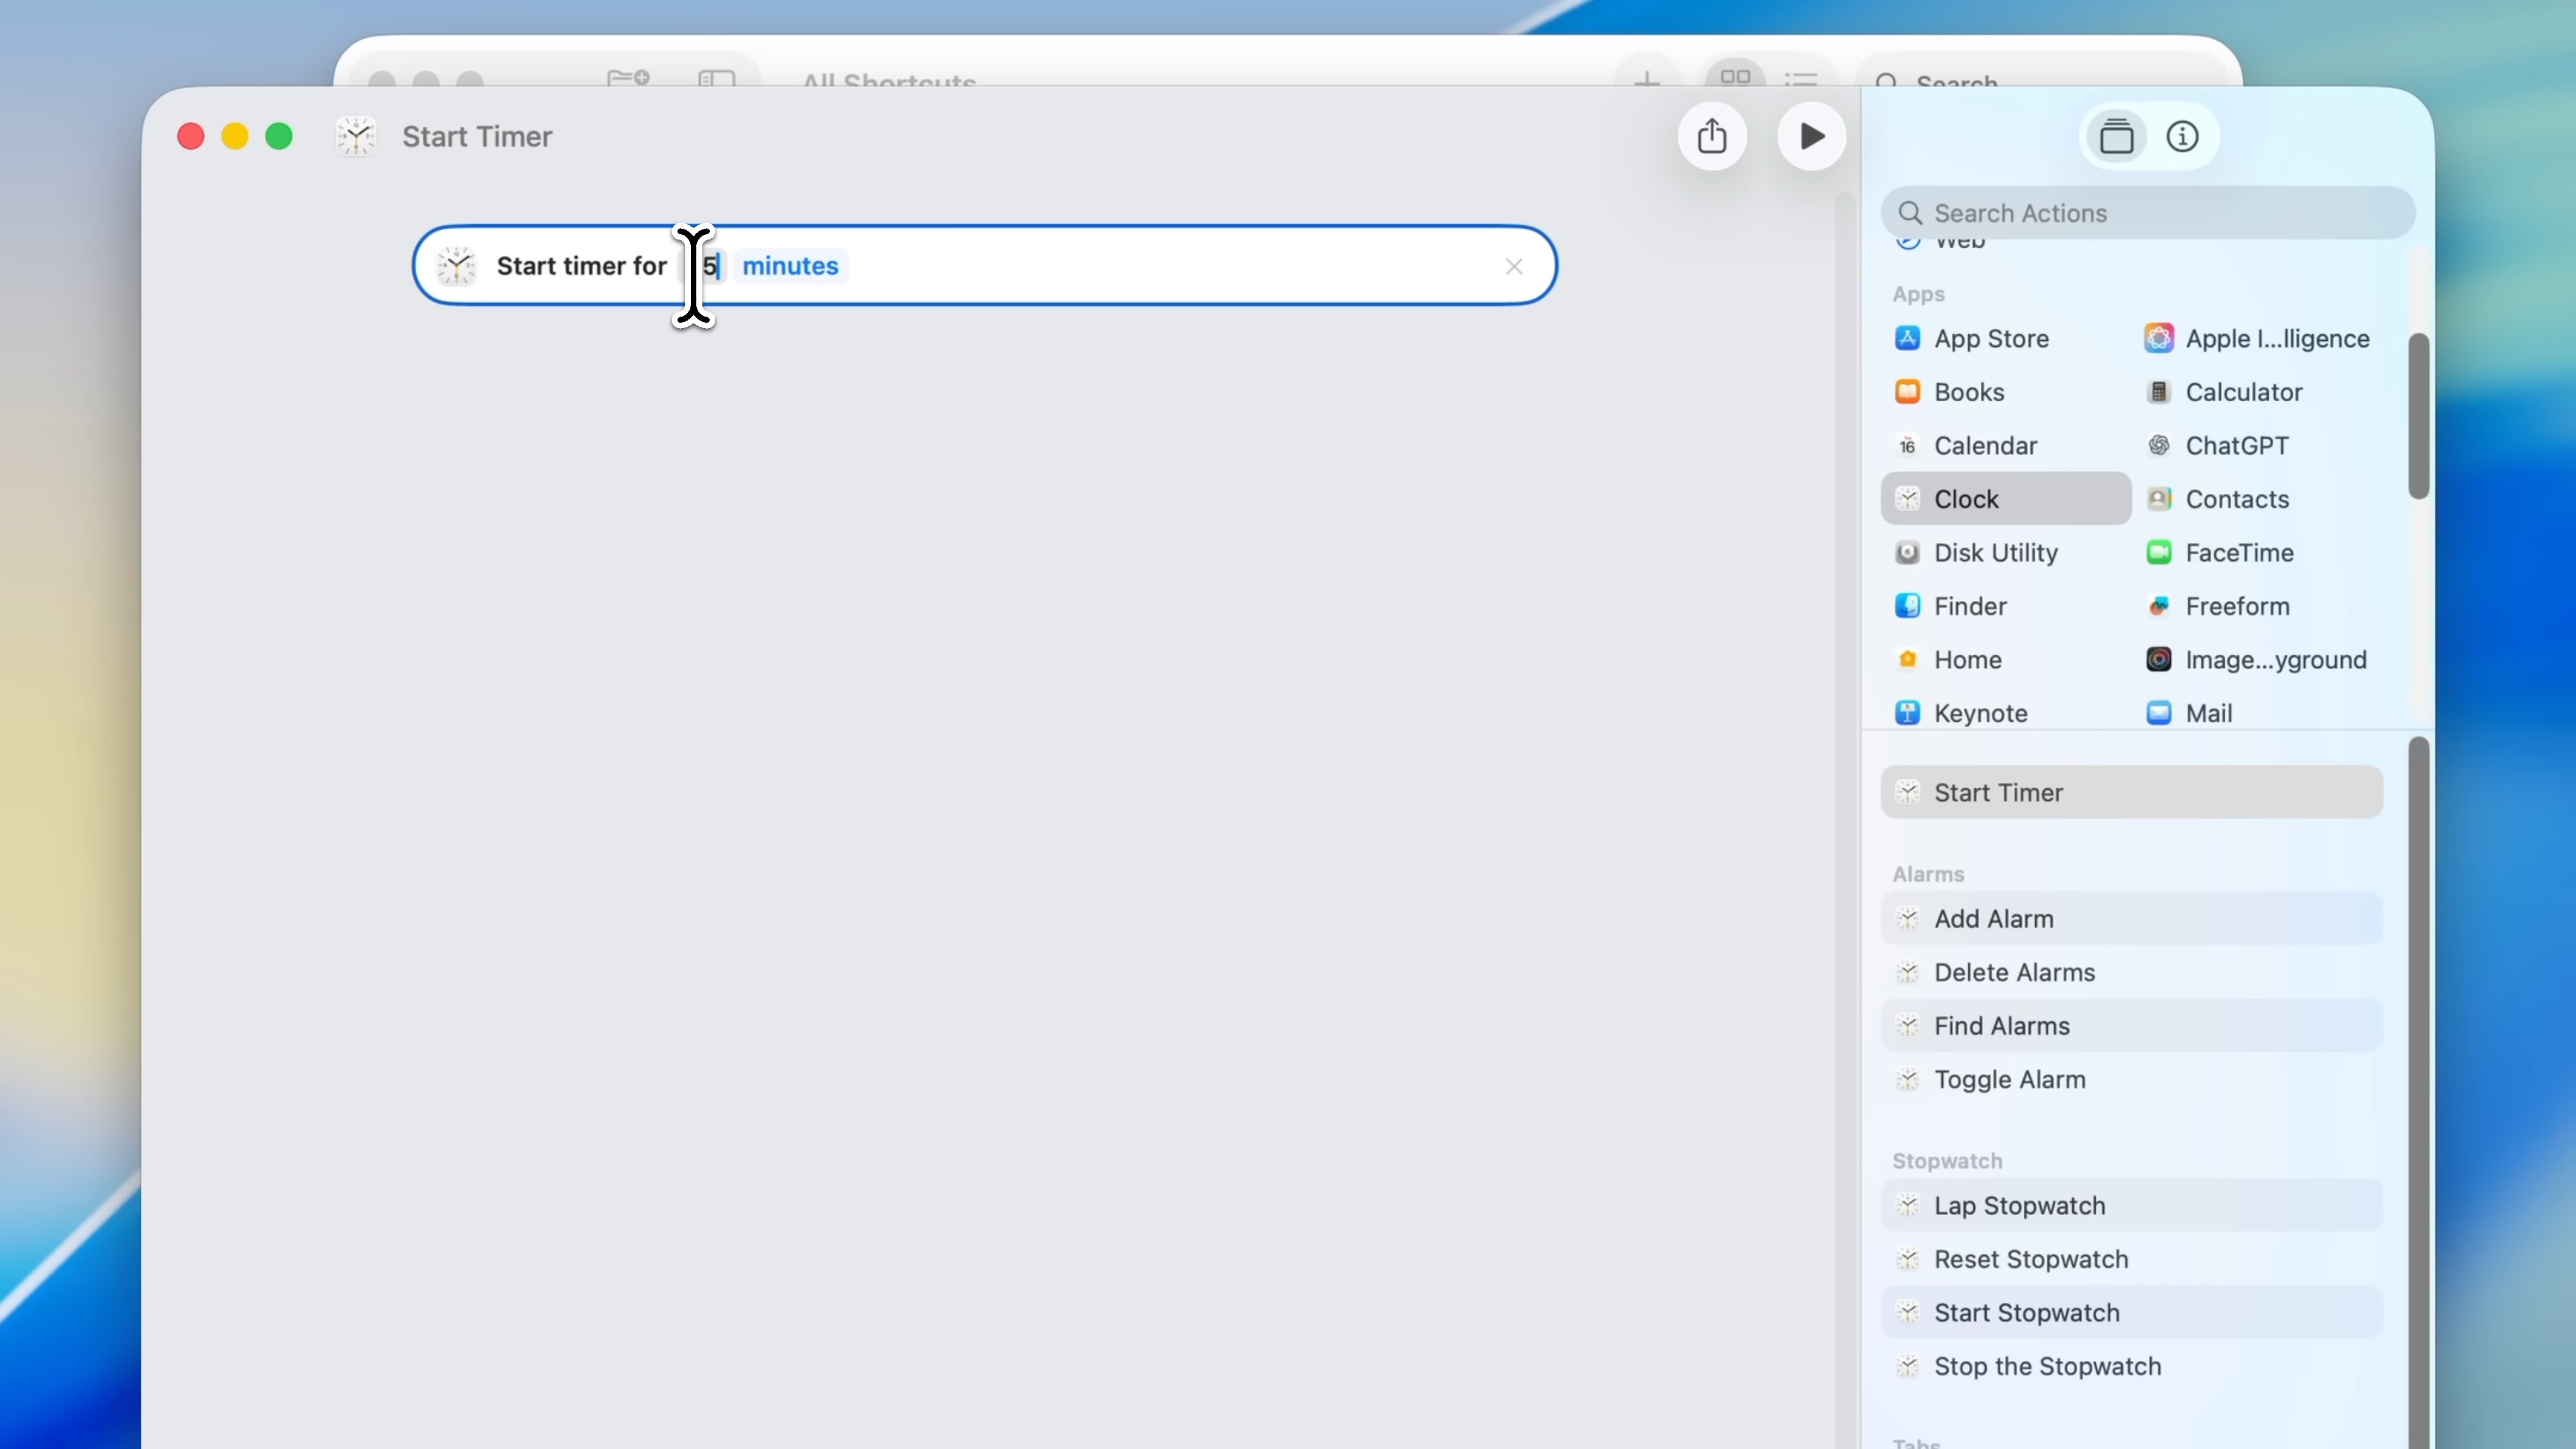 All Shortcuts
Search
Start Timer
Search Actions
Start timer for 5 minutes
Web
Apps
App Store
Apple I...lligence
Books
Calculator
16
Calendar
ChatGPT
Clock
Contacts
Disk Utility
FaceTime
Finder
Freeform
Home
Image...yground
Keynote
Mail
Start Timer
Alarms
Add Alarm
Delete Alarms
Find Alarms
Toggle Alarm
Stopwatch
Lap Stopwatch
Reset Stopwatch
Start Stopwatch
Stop the Stopwatch
Tabs